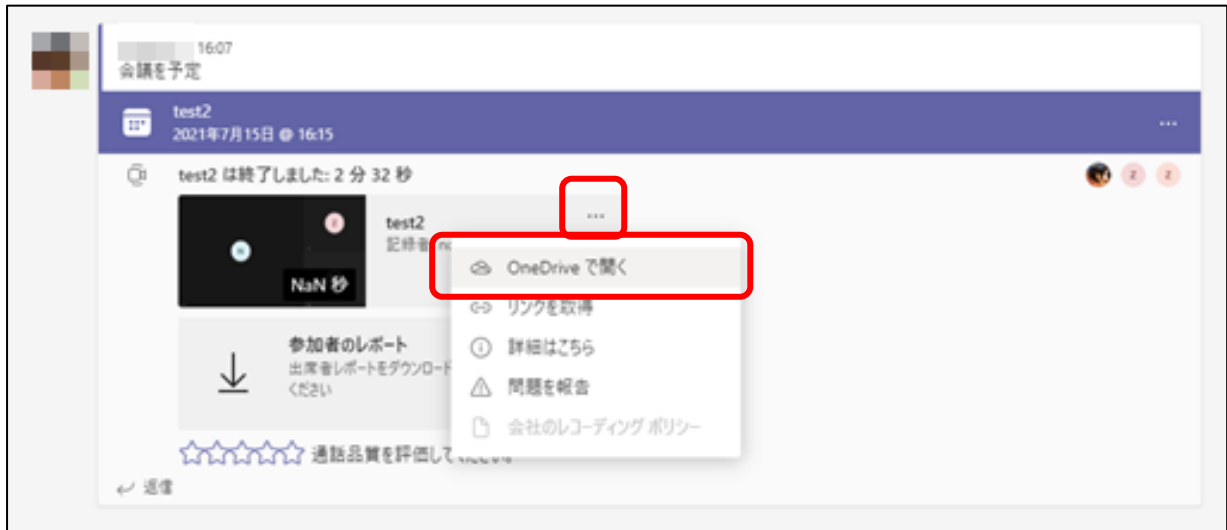 16:07
会議を予定
test2
2021年7月15日 @ 16:15
test2 は終了しました: 2 分 32 秒
test2
記録者
NaN 秒
OneDrive で開く
リンクを取得
詳細はこちら
問題を報告
会社のレコーディング ポリシー
参加者のレポート
出席者レポートをダウンロード
ください
通話品質を評価して
返信